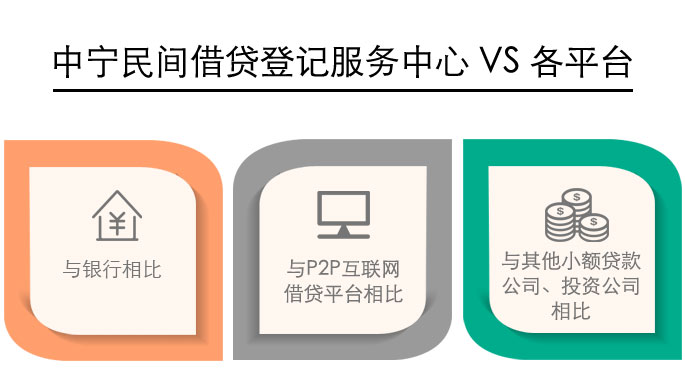 中宁民间借贷登记服务中心 VS 各平台
与银行相比
与P2P互联网
借贷平台相比
与其他小额贷款
公司、投资公司
相比